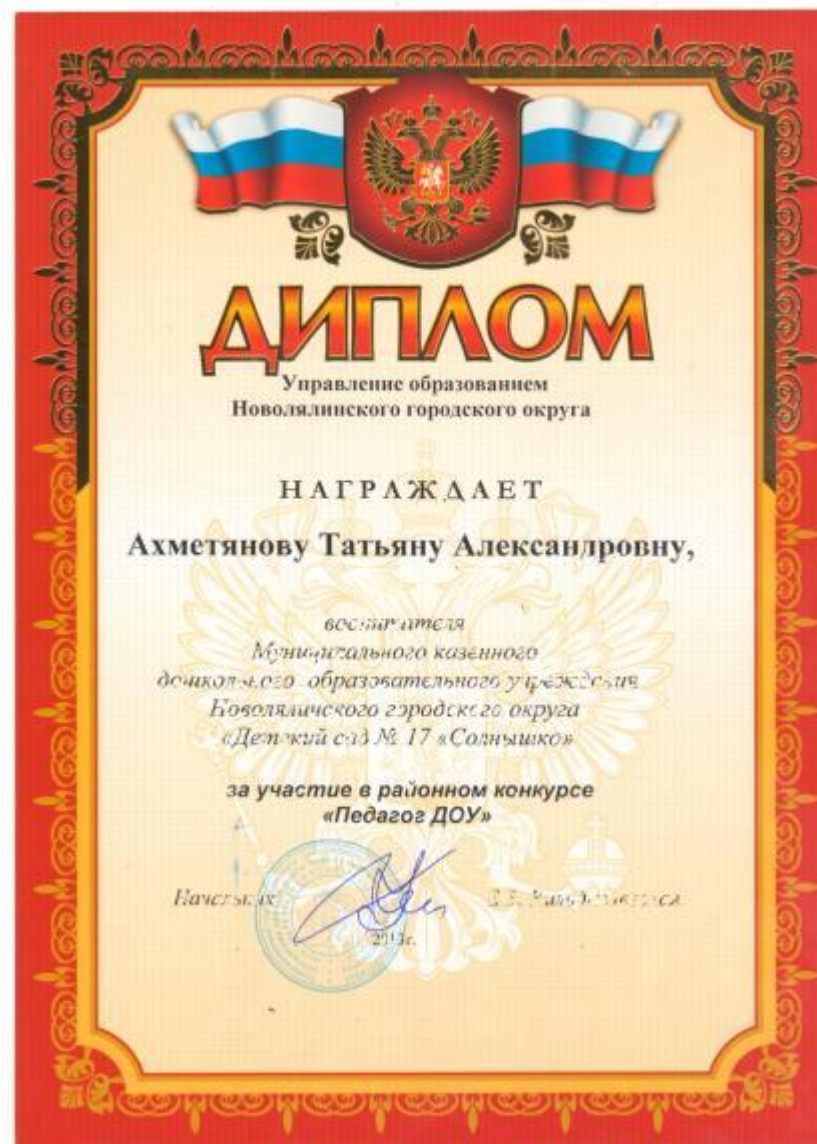 ДИПЛОМ
Управление образованием
Новолялинского городского округа
НАГРАЖДАЕТ
Ахметянову Татьяну Александровну,
воспитателя
Муниципального казенного
дошкольного образовательного учреждения
Новолялинского городского округа
«Детский сад № 17 «Солнышко»
за участие в районном конкурсе
«Педагог ДОУ»
Начальник
2013г.